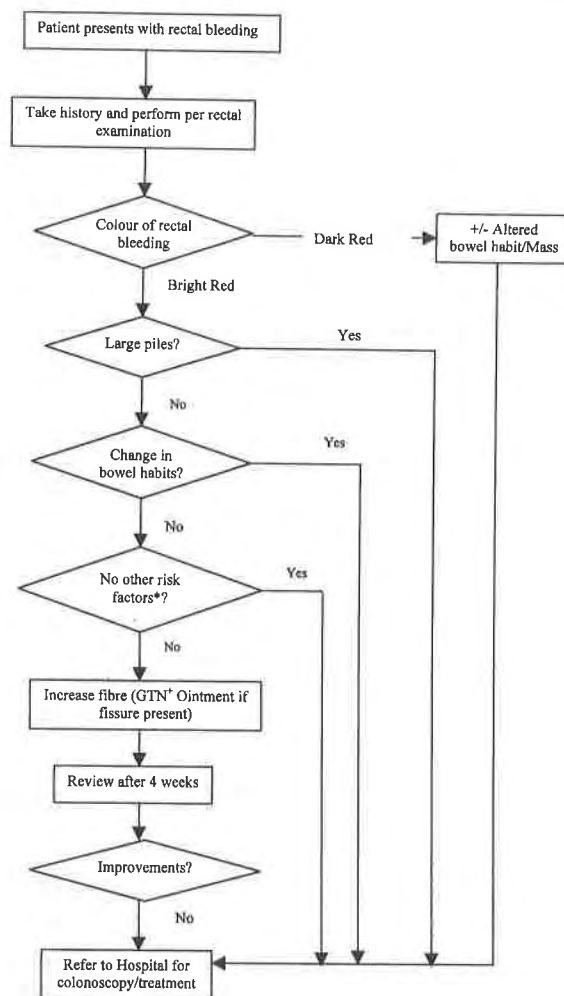 Patient presents with rectal bleeding
Take history and perform per rectal
examination
Colour of rectal
bleeding
Dark Red
+/- Altered
bowel habit/Mass
Bright Red
Large piles?
Yes
No
Change in
bowel habits?
Yes
No
No other risk
factors*?
Yes
No
Increase fibre (GTN⁺ Ointment if
fissure present)
Review after 4 weeks
Improvements?
No
Refer to Hospital for
colonoscopy/treatment